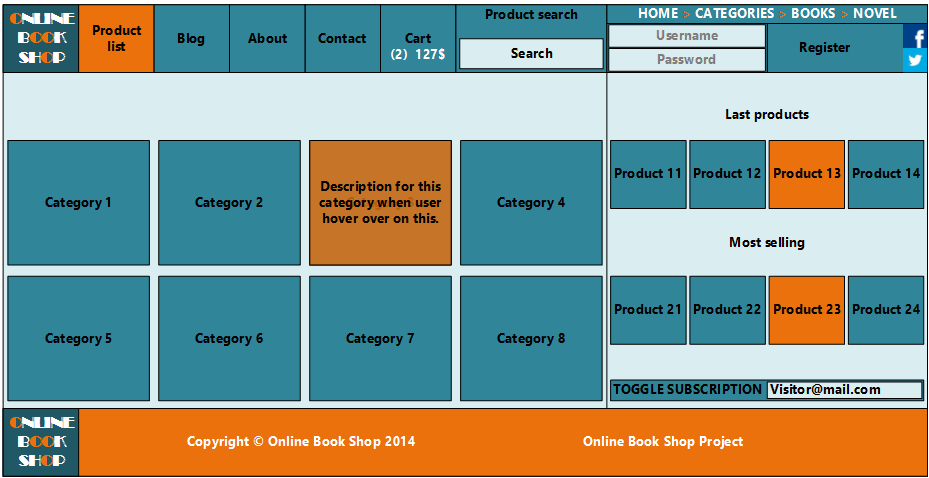 ONLINE
BOOK
SHOP
Product
list
Blog
About
Contact
Cart
(2) 127$
Product search
Search
HOME > CATEGORIES > BOOKS > NOVEL
Username
Password
Register
f
Last products
Category 1
Category 2
Description for this
category when user
hover over on this.
Category 4
Product 11
Product 12
Product 13
Product 14
Most selling
Category 5
Category 6
Category 7
Category 8
Product 21
Product 22
Product 23
Product 24
TOGGLE SUBSCRIPTION
Visitor@mail.com
ONLINE
BOOK
SHOP
Copyright © Online Book Shop 2014
Online Book Shop Project